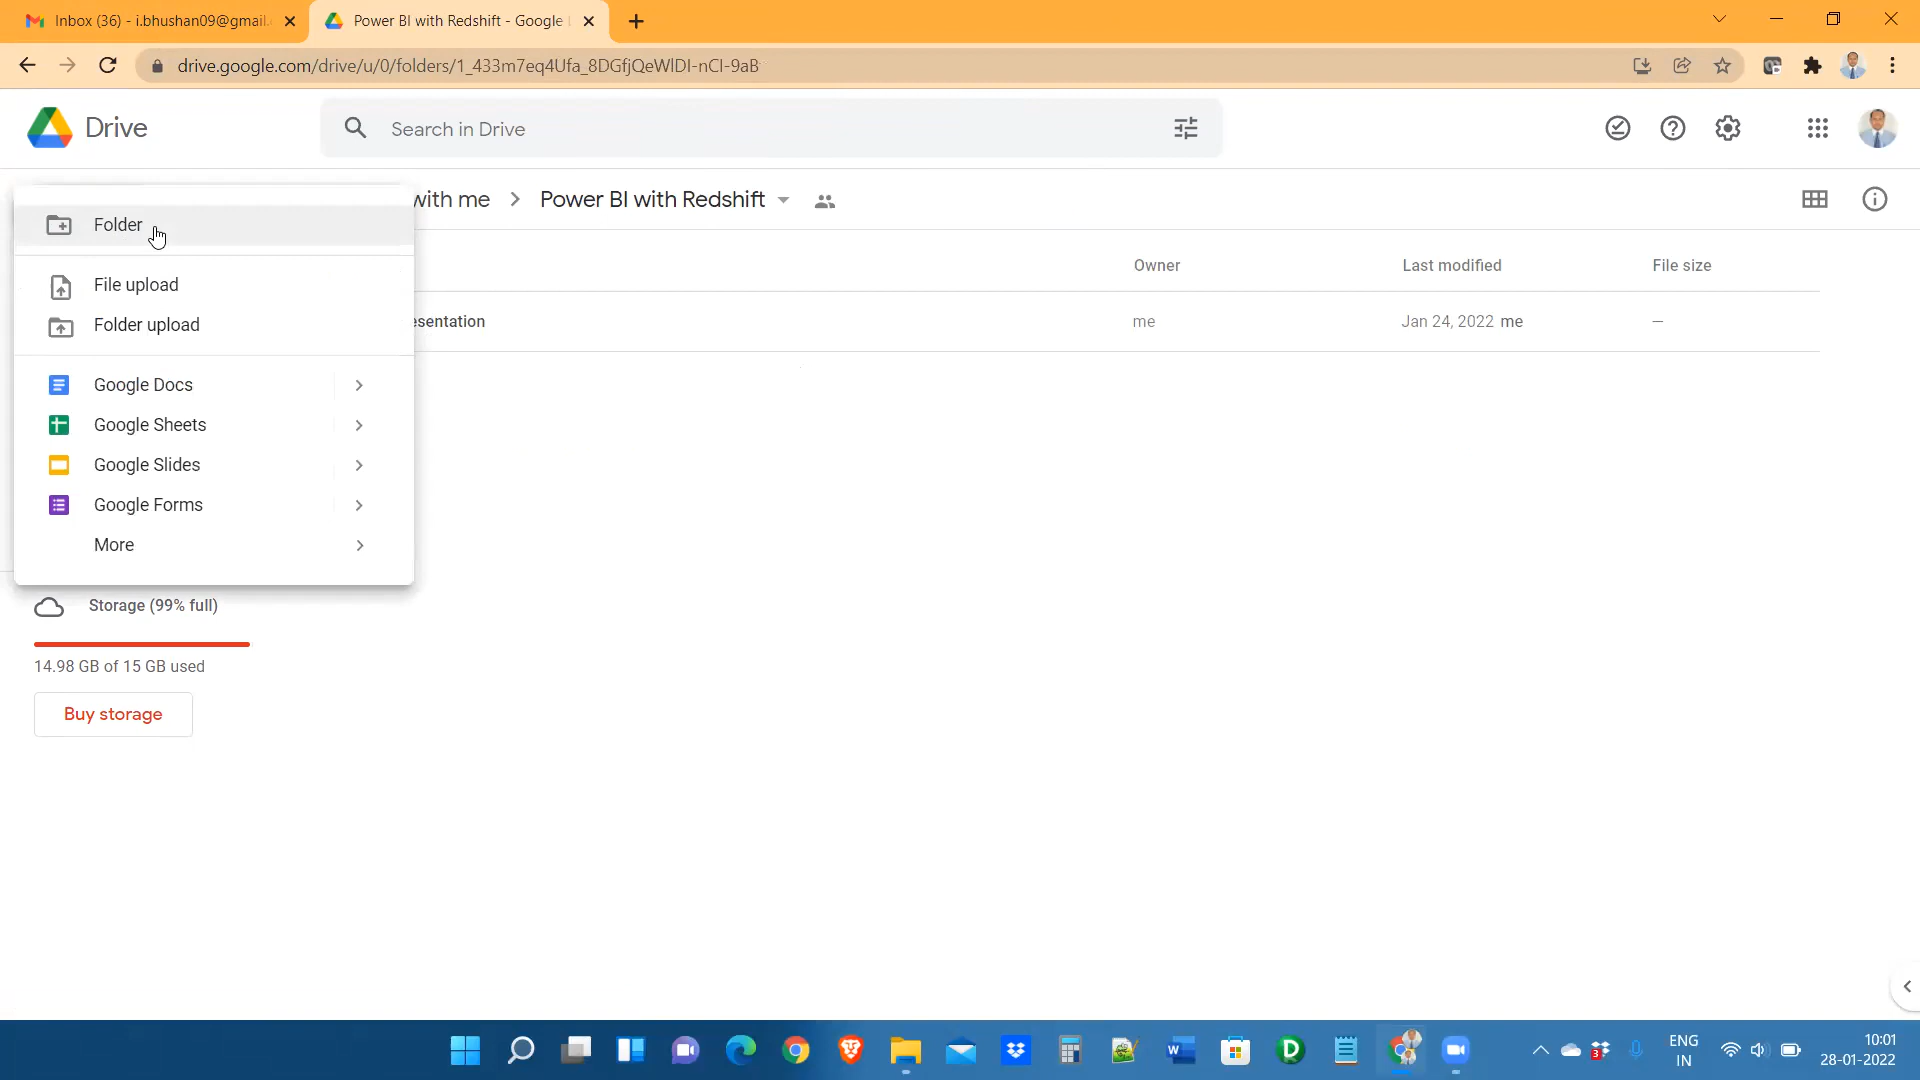 Inbox (36) - i.bhushan09@gmail.
Power BI with Redshift - Google
drive.google.com/drive/u/0/folders/1_433m7eq4Ufa_8DGfjQeWlDI-nCI-9aB
Drive
Search in Drive
with me > Power BI with Redshift
Folder
File upload
Folder upload
Google Docs
Google Sheets
Google Slides
Google Forms
More
Owner Last modified File size
esentation me Jan 24, 2022 me —
Storage (99% full)
14.98 GB of 15 GB used
Buy storage
3
ENG
IN
10:01
28-01-2022